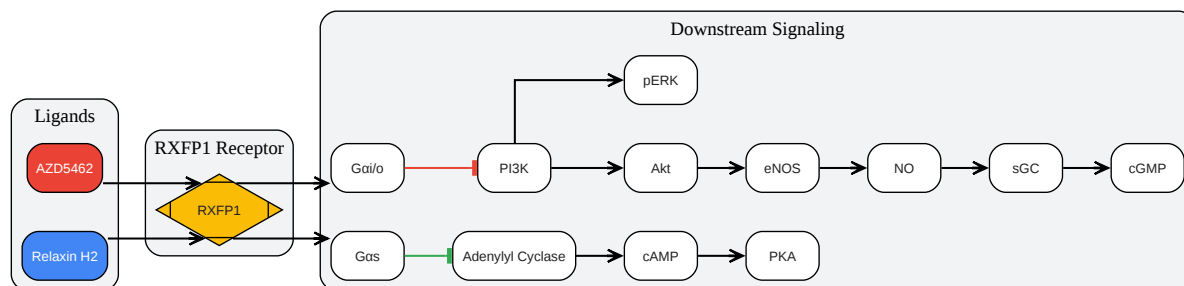 Downstream Signaling
pERK
Ligands
RXFP1 Receptor
AZD5462
Gαi/o
PI3K
Akt
eNOS
NO
sGC
cGMP
RXFP1
Relaxin H2
Gαs
Adenylyl Cyclase
cAMP
PKA